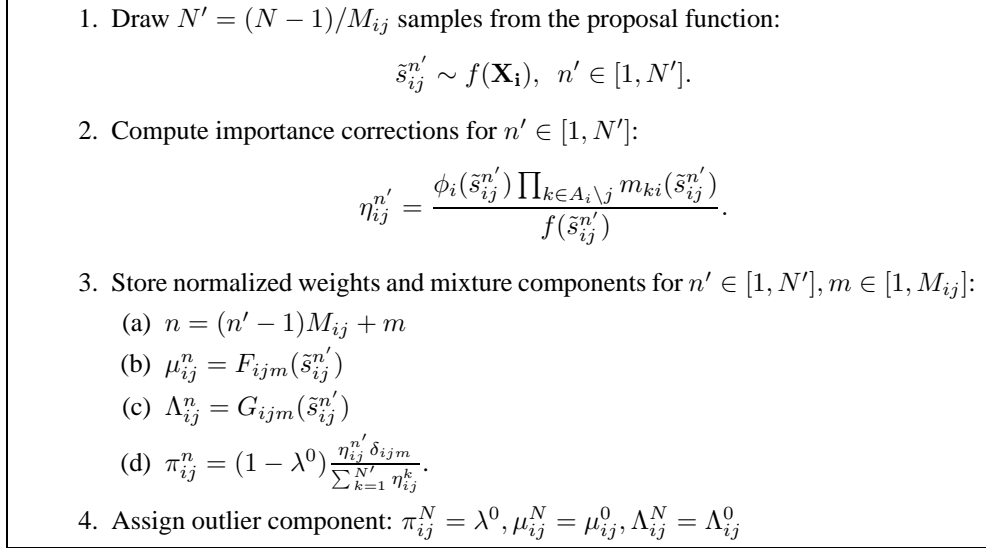 1. Draw N′ = (N − 1)/M_{ij} samples from the proposal function:
s̃_{ij}^{n′} ∼ f(X_i), n′ ∈ [1, N′].
2. Compute importance corrections for n′ ∈ [1, N′]:
η_{ij}^{n′} = \frac{ϕ_i(s̃_{ij}^{n′}) ∏_{k∈A_i\j} m_{ki}(s̃_{ij}^{n′})}{f(s̃_{ij}^{n′})}.
3. Store normalized weights and mixture components for n′ ∈ [1, N′], m ∈ [1, M_{ij}]:
(a) n = (n′ − 1)M_{ij} + m
(b) μ_{ij}^{n} = F_{ijm}(s̃_{ij}^{n′})
(c) Λ_{ij}^{n} = G_{ijm}(s̃_{ij}^{n′})
(d) π_{ij}^{n} = (1 − λ^0) \frac{η_{ij}^{n′} δ_{ijm}}{∑_{k=1}^{N′} η_{ij}^{k}}.
4. Assign outlier component: π_{ij}^{N} = λ^0, μ_{ij}^{N} = μ_{ij}^{0}, Λ_{ij}^{N} = Λ_{ij}^{0}